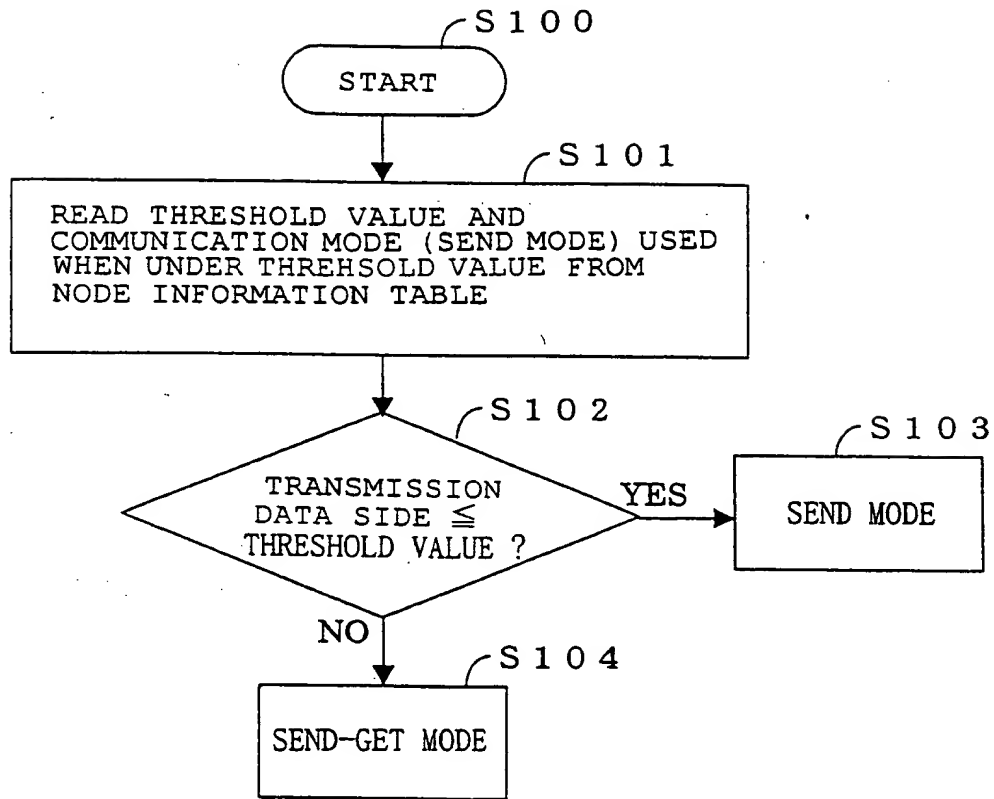 S100
START
S101
READ THRESHOLD VALUE AND
COMMUNICATION MODE (SEND MODE) USED
WHEN UNDER THREHSOLD VALUE FROM
NODE INFORMATION TABLE
S102
TRANSMISSION
DATA SIDE ≦
THRESHOLD VALUE ?
YES
S103
SEND MODE
NO
S104
SEND-GET MODE